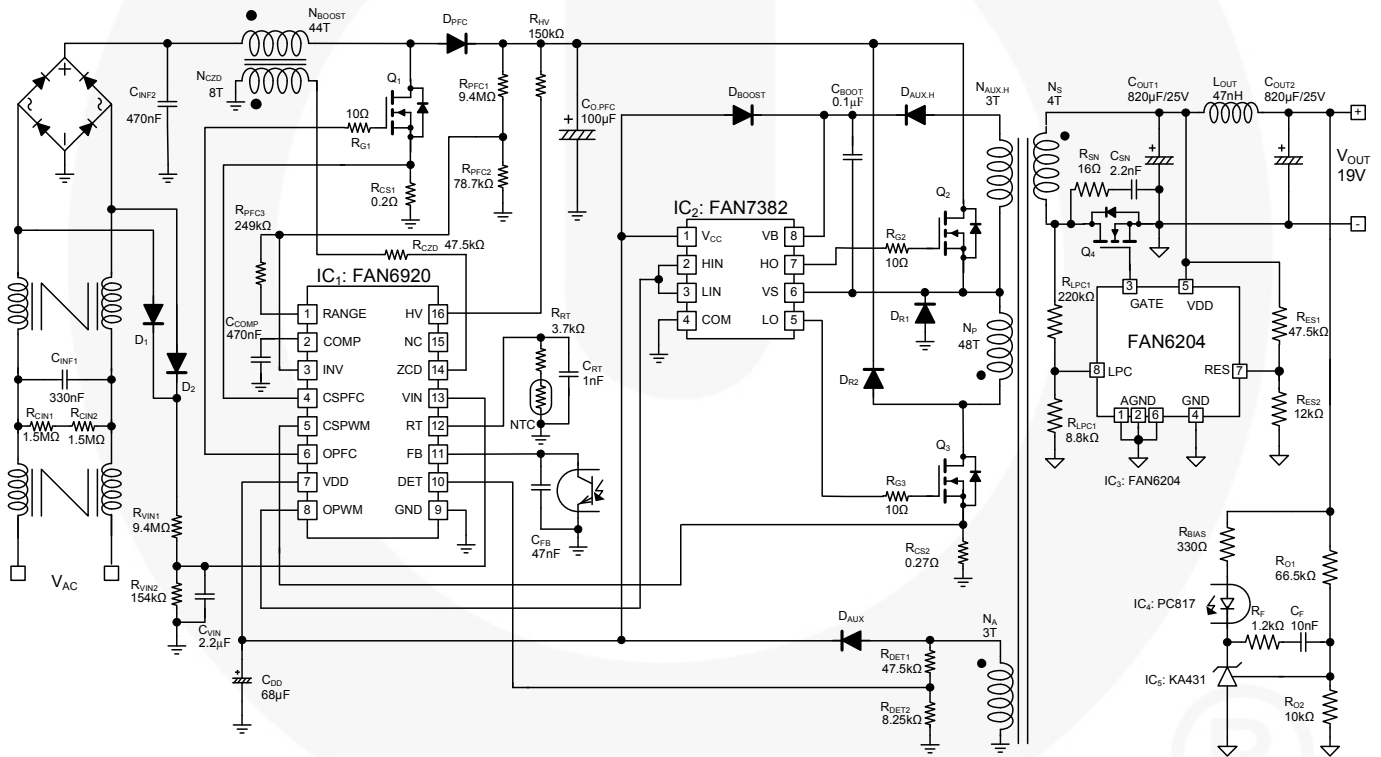 N_BOOST
44T
D_PFC
R_HV
150kΩ
C_INF2
470nF
N_CZD
8T
Q1
10Ω
R_G1
R_PFC1
9.4MΩ
C_O.PFC
100µF
R_PFC2
78.7kΩ
R_CS1
0.2Ω
R_PFC3
249kΩ
R_CZD 47.5kΩ
D_BOOST
C_BOOT
0.1µF
D_AUX.H
N_AUX.H
3T
N_S
4T
C_OUT1
820µF/25V
L_OUT
47nH
C_OUT2
820µF/25V
+
V_OUT
19V
-
R_SN
16Ω
C_SN
2.2nF
Q4
IC2: FAN7382
1 VCC
2 HIN
3 LIN
4 COM
VB 8
HO 7
VS 6
LO 5
R_G2
10Ω
Q2
D_R1
N_P
48T
D_R2
Q3
R_G3
10Ω
R_CS2
0.27Ω
R_LPC1
220kΩ
R_LPC1
8.8kΩ
3
GATE
5
VDD
FAN6204
8 LPC
RES 7
AGND
1 2 6
GND
4
IC3: FAN6204
R_ES1
47.5kΩ
R_ES2
12kΩ
IC1: FAN6920
1 RANGE
2 COMP
3 INV
4 CSPFC
5 CSPWM
6 OPFC
7 VDD
8 OPWM
HV 16
NC 15
ZCD 14
VIN 13
RT 12
FB 11
DET 10
GND 9
C_COMP
470nF
R_RT
3.7kΩ
C_RT
1nF
NTC
C_FB
47nF
D1
D2
C_INF1
330nF
R_CIN1
1.5MΩ
R_CIN2
1.5MΩ
V_AC
R_VIN1
9.4MΩ
R_VIN2
154kΩ
C_VIN
2.2µF
C_DD
68µF
D_AUX
N_A
3T
R_DET1
47.5kΩ
R_DET2
8.25kΩ
R_BIAS
330Ω
IC4: PC817
R_F
1.2kΩ
C_F
10nF
R_O1
66.5kΩ
IC5: KA431
R_O2
10kΩ
R